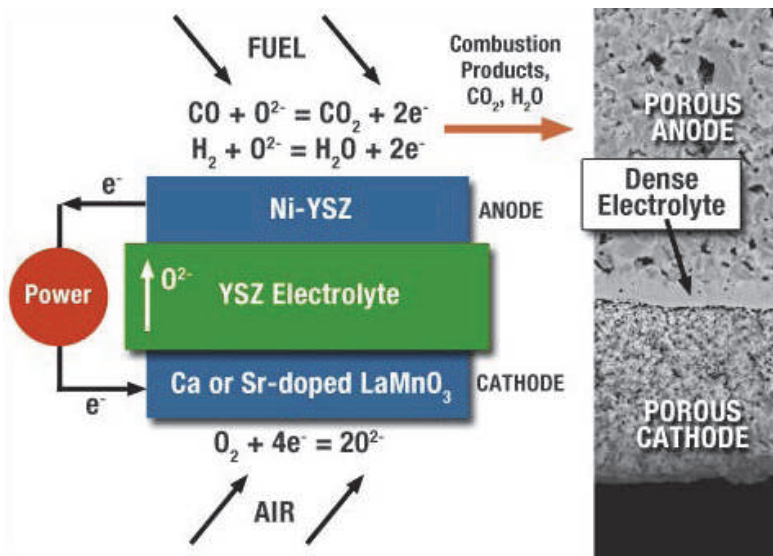 FUEL
CO + O²⁻ = CO₂ + 2e⁻
H₂ + O²⁻ = H₂O + 2e⁻
Combustion
Products,
CO₂, H₂O
e⁻
Ni-YSZ
ANODE
Power
O²⁻
YSZ Electrolyte
Ca or Sr-doped LaMnO₃
CATHODE
e⁻
O₂ + 4e⁻ = 2O²⁻
AIR
POROUS
ANODE
Dense
Electrolyte
POROUS
CATHODE